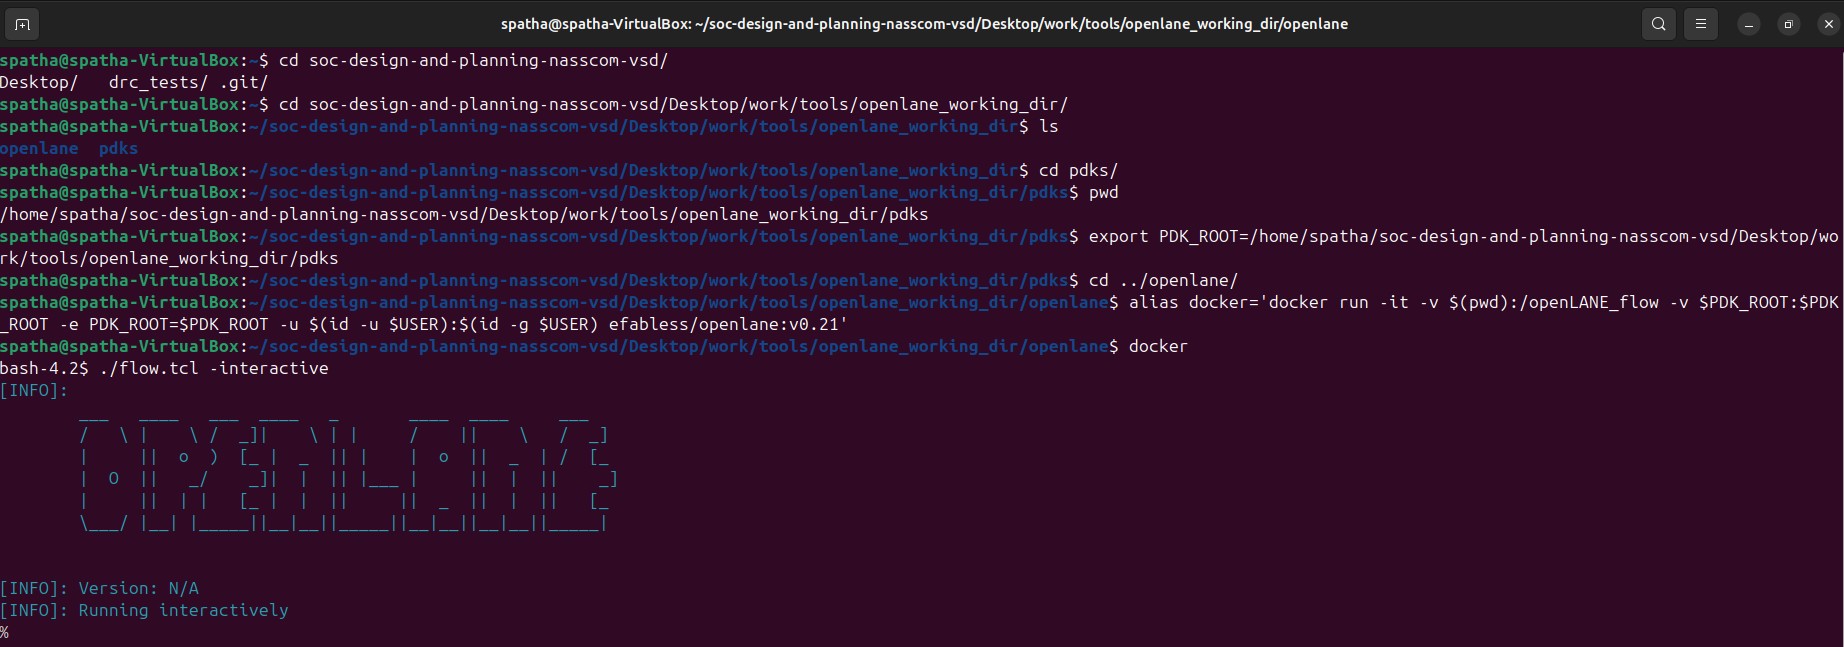 spatha@spatha-VirtualBox: ~/soc-design-and-planning-nasscom-vsd/Desktop/work/tools/openlane_working_dir/openlane
spatha@spatha-VirtualBox:~$ cd soc-design-and-planning-nasscom-vsd/
Desktop/   drc_tests/ .git/
spatha@spatha-VirtualBox:~$ cd soc-design-and-planning-nasscom-vsd/Desktop/work/tools/openlane_working_dir/
spatha@spatha-VirtualBox:~/soc-design-and-planning-nasscom-vsd/Desktop/work/tools/openlane_working_dir$ ls
openlane  pdks
spatha@spatha-VirtualBox:~/soc-design-and-planning-nasscom-vsd/Desktop/work/tools/openlane_working_dir$ cd pdks/
spatha@spatha-VirtualBox:~/soc-design-and-planning-nasscom-vsd/Desktop/work/tools/openlane_working_dir/pdks$ pwd
/home/spatha/soc-design-and-planning-nasscom-vsd/Desktop/work/tools/openlane_working_dir/pdks
spatha@spatha-VirtualBox:~/soc-design-and-planning-nasscom-vsd/Desktop/work/tools/openlane_working_dir/pdks$ export PDK_ROOT=/home/spatha/soc-design-and-planning-nasscom-vsd/Desktop/wo
rk/tools/openlane_working_dir/pdks
spatha@spatha-VirtualBox:~/soc-design-and-planning-nasscom-vsd/Desktop/work/tools/openlane_working_dir/pdks$ cd ../openlane/
spatha@spatha-VirtualBox:~/soc-design-and-planning-nasscom-vsd/Desktop/work/tools/openlane_working_dir/openlane$ alias docker='docker run -it -v $(pwd):/openLANE_flow -v $PDK_ROOT:$PDK
_ROOT -e PDK_ROOT=$PDK_ROOT -u $(id -u $USER):$(id -g $USER) efabless/openlane:v0.21'
spatha@spatha-VirtualBox:~/soc-design-and-planning-nasscom-vsd/Desktop/work/tools/openlane_working_dir/openlane$ docker
bash-4.2$ ./flow.tcl -interactive
[INFO]:
OPENLANE
[INFO]: Version: N/A
[INFO]: Running interactively
%